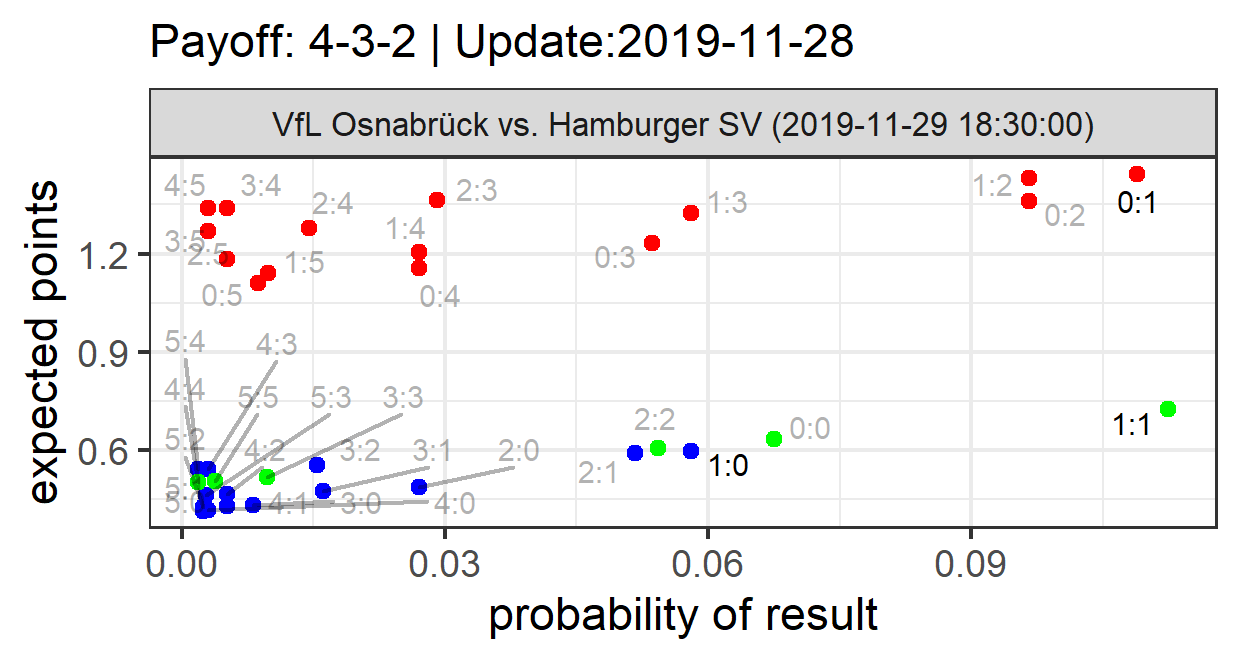 Payoff: 4-3-2 | Update:2019-11-28
VfL Osnabrück vs. Hamburger SV (2019-11-29 18:30:00)
4:5 3:4 2:4 2:3 1:3 1:2 0:2 0:1
3:5 2:5 1:5 1:4 0:3
0:5 0:4
5:4 4:3
4:4 5:5 5:3 3:3
5:2 4:2 3:2 3:1 2:0 2:1 2:2 1:0 0:0 1:1
5:0 4:1 3:0 4:0
1.2
0.9
0.6
expected points
0.00 0.03 0.06 0.09
probability of result